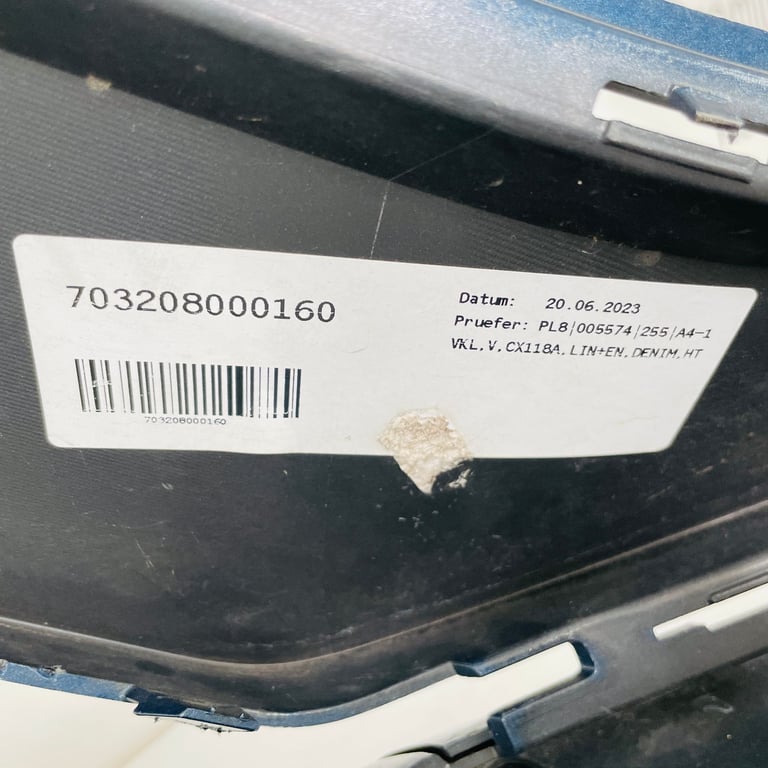 703208000160
703208000160
Datum: 20.06.2023
Pruefer: PL8/005574/255/A4-1
VKL.V.CX118A.LIN+EN.DENIM.HT